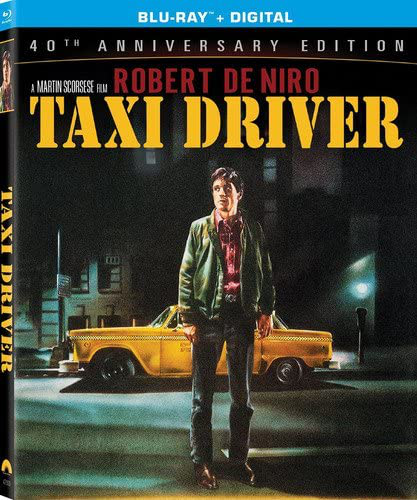 BLU-RAY™ + DIGITAL
40TH ANNIVERSARY EDITION
A MARTIN SCORSESE FILM ROBERT DE NIRO
TAXI DRIVER
TAXI DRIVER